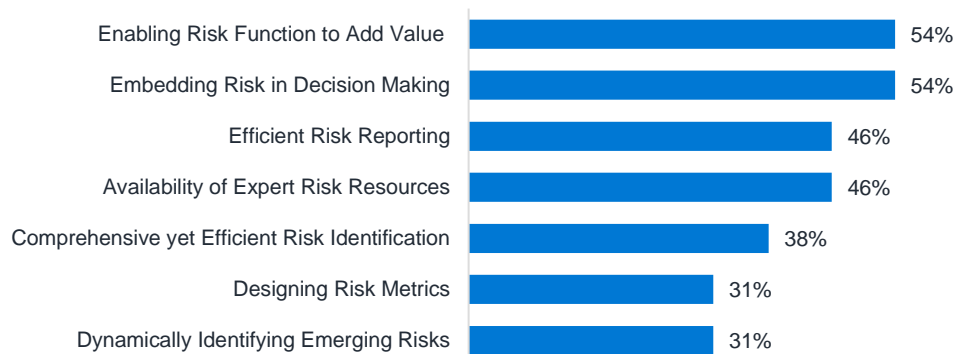 Enabling Risk Function to Add Value 54%
Embedding Risk in Decision Making 54%
Efficient Risk Reporting 46%
Availability of Expert Risk Resources 46%
Comprehensive yet Efficient Risk Identification 38%
Designing Risk Metrics 31%
Dynamically Identifying Emerging Risks 31%